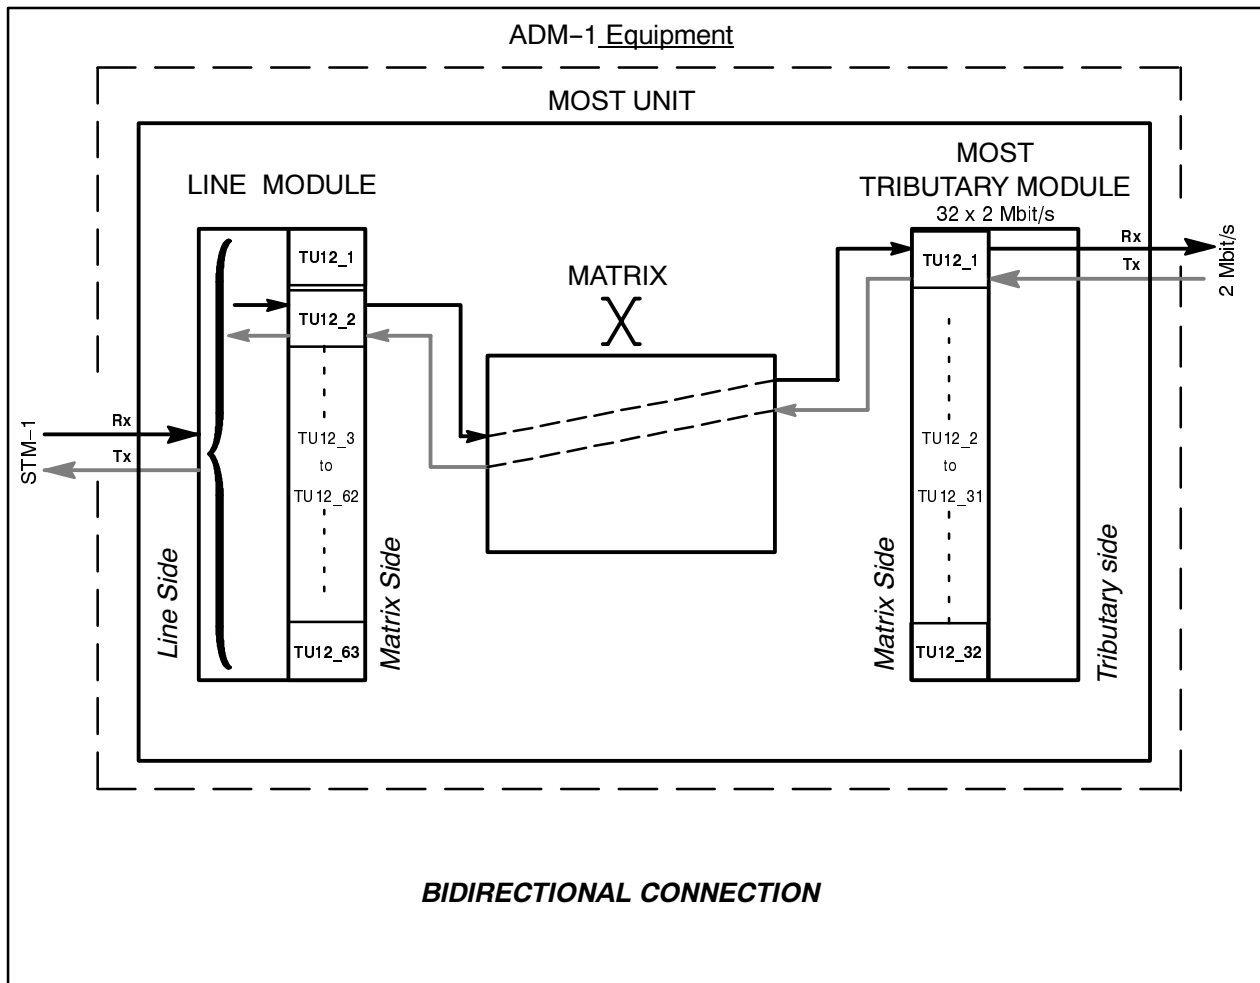 ADM–1 Equipment
MOST UNIT
LINE MODULE
MOST
TRIBUTARY MODULE
32 x 2 Mbit/s
MATRIX
TU12_1
TU12_2
TU12_3
to
TU12_62
TU12_63
Rx
Tx
STM–1
Line Side
Matrix Side
TU12_1
TU12_2
to
TU12_31
TU12_32
Rx
Tx
2 Mbit/s
Matrix Side
Tributary side
BIDIRECTIONAL CONNECTION